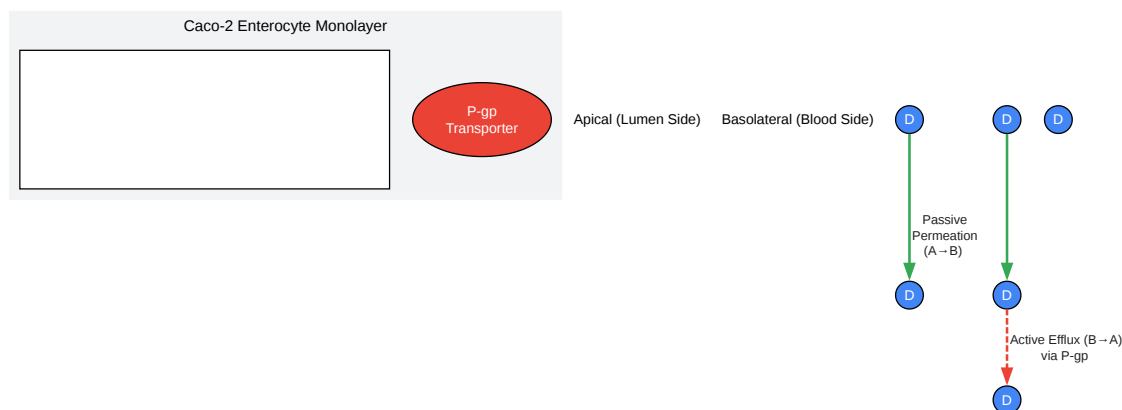 Caco-2 Enterocyte Monolayer
P-gp
Transporter
Apical (Lumen Side)
Basolateral (Blood Side)
D
D
D
Passive
Permeation
(A→B)
D
D
Active Efflux (B→A)
via P-gp
D